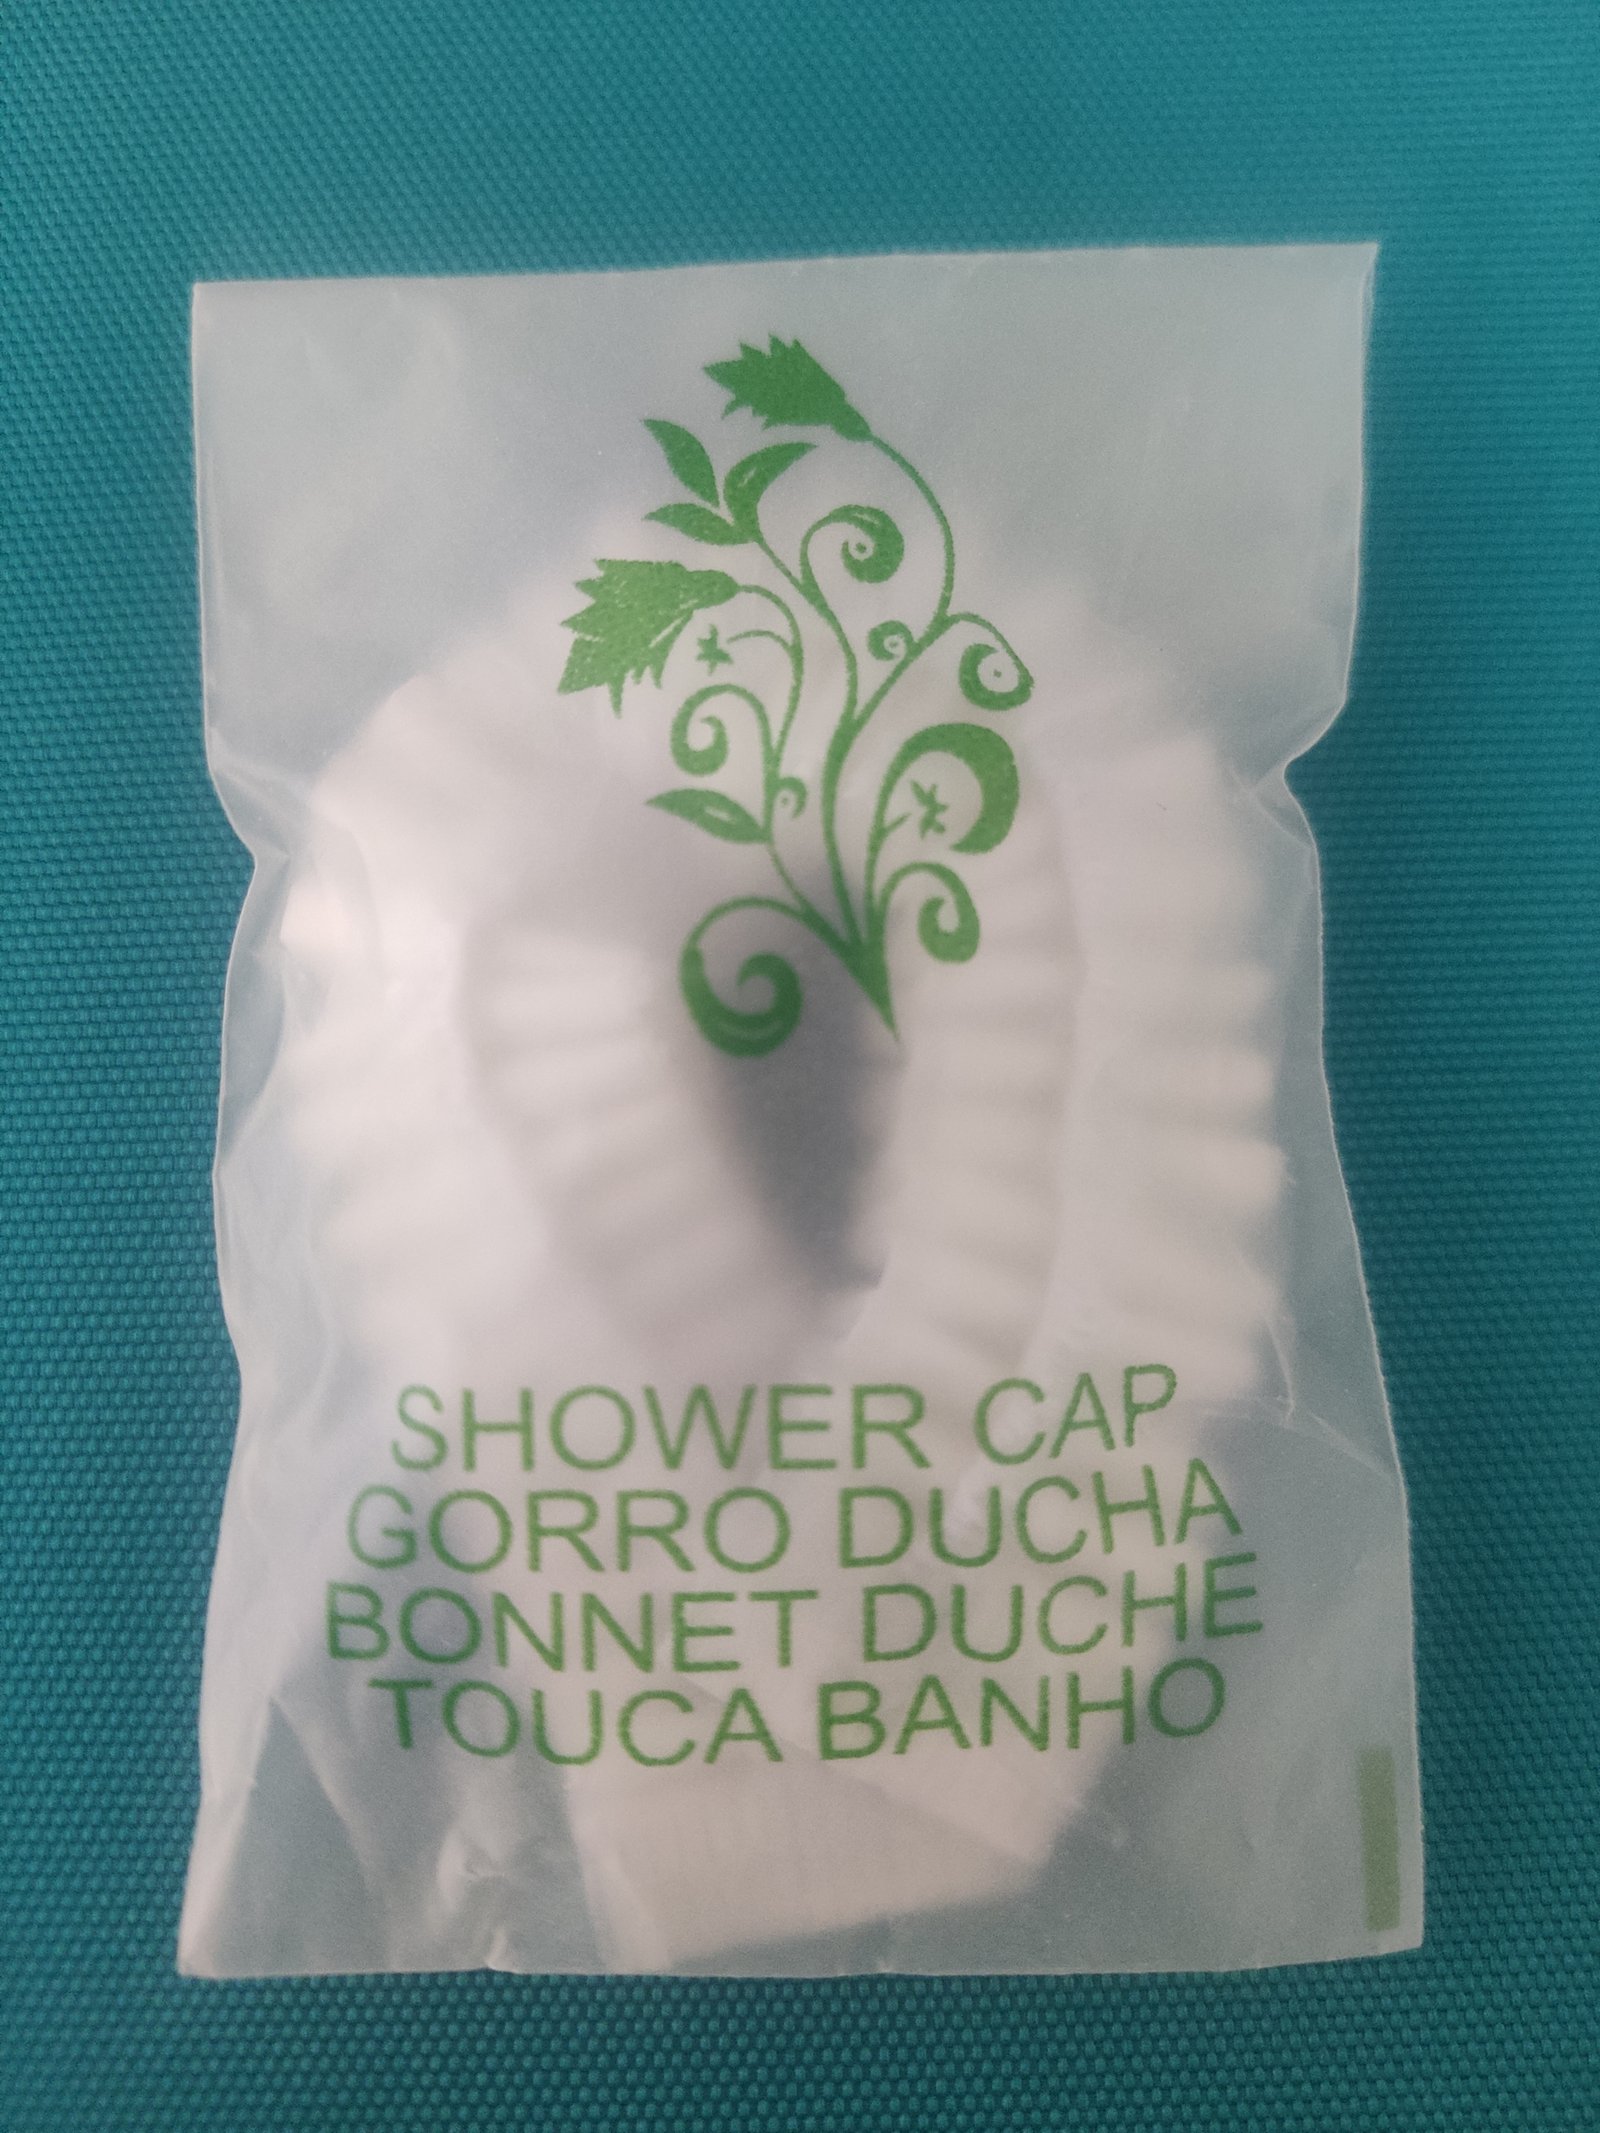 SHOWER CAP
GORRO DUCHA
BONNET DUCHE
TOUCA BANHO